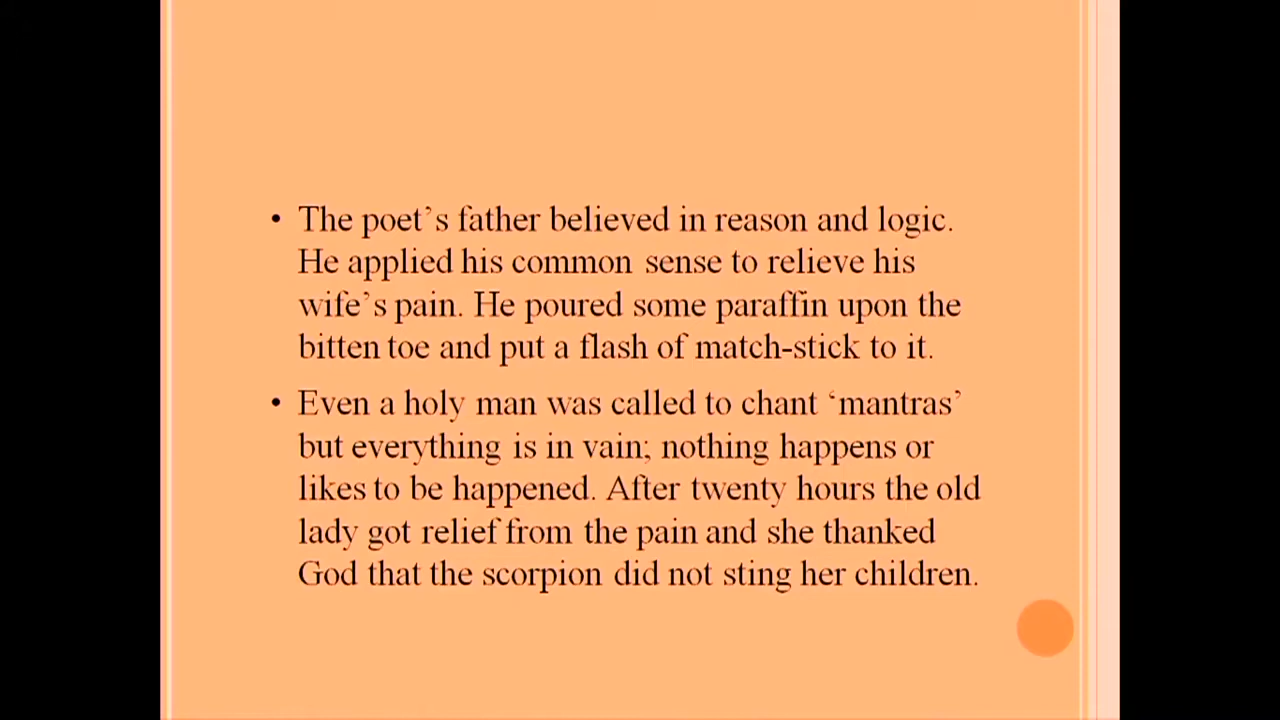 • The poet’s father believed in reason and logic.
He applied his common sense to relieve his
wife’s pain. He poured some paraffin upon the
bitten toe and put a flash of match-stick to it.
• Even a holy man was called to chant ‘mantras’
but everything is in vain; nothing happens or
likes to be happened. After twenty hours the old
lady got relief from the pain and she thanked
God that the scorpion did not sting her children.